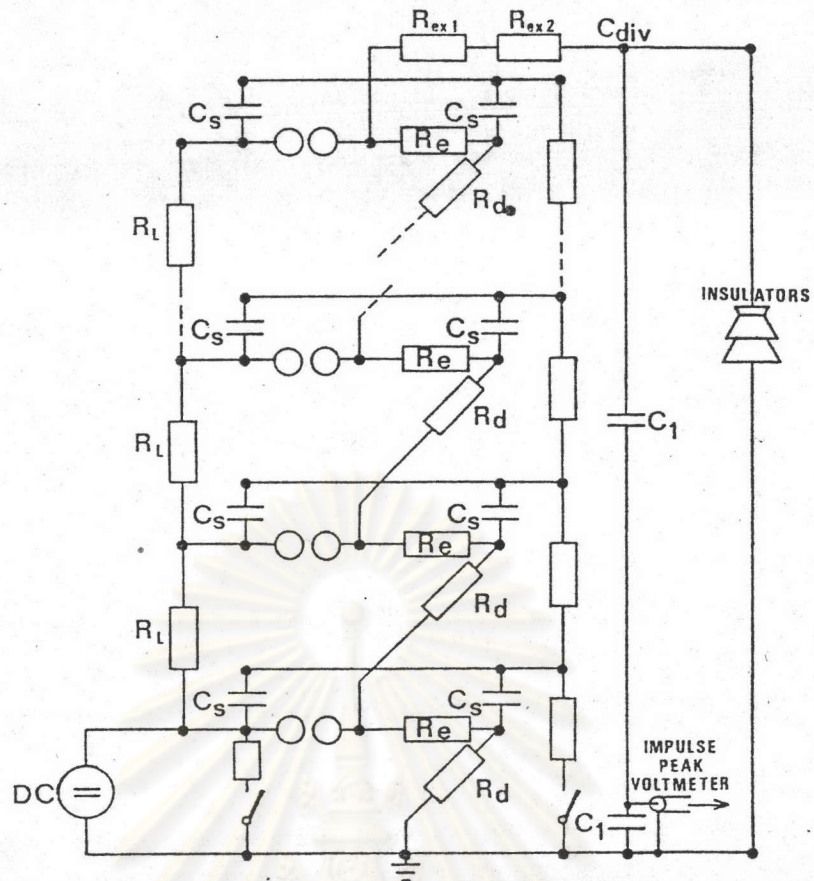 Rex1 Rex2 Cdiv
Cs Cs
Re
Rd
RL
INSULATORS
Cs Cs
Re
Rd
RL
C1
Cs Cs
Re
Rd
RL
Cs Cs
Re
IMPULSE
PEAK
VOLTMETER
Rd
DC
C1